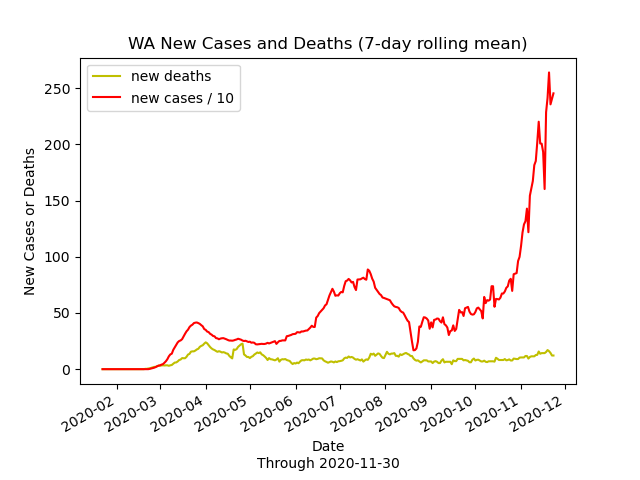 WA New Cases and Deaths (7-day rolling mean)
new deaths
new cases / 10
250
200
150
100
50
0
New Cases or Deaths
2020-02
2020-03
2020-04
2020-05
2020-06
2020-07
2020-08
2020-09
2020-10
2020-11
2020-12
Date
Through 2020-11-30